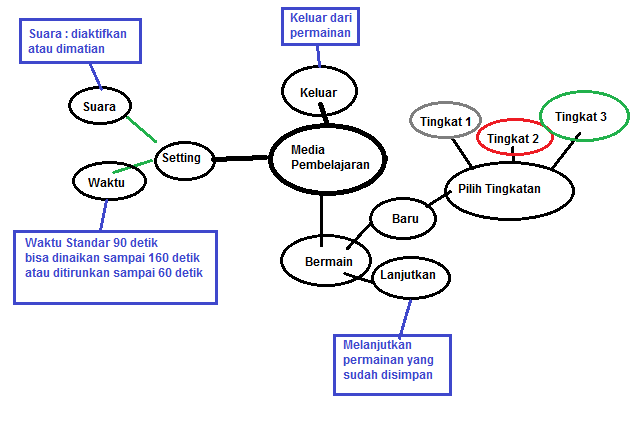 Keluar dari
permainan
Suara : diaktifkan
atau dimatian
Keluar
Suara
Tingkat 1
Tingkat 2
Tingkat 3
Media
Pembelajaran
Setting
Waktu
Pilih Tingkatan
Baru
Waktu Standar 90 detik
bisa dinaikan sampai 160 detik
atau ditirunkan sampai 60 detik
Bermain
Lanjutkan
Melanjutkan
permainan yang
sudah disimpan